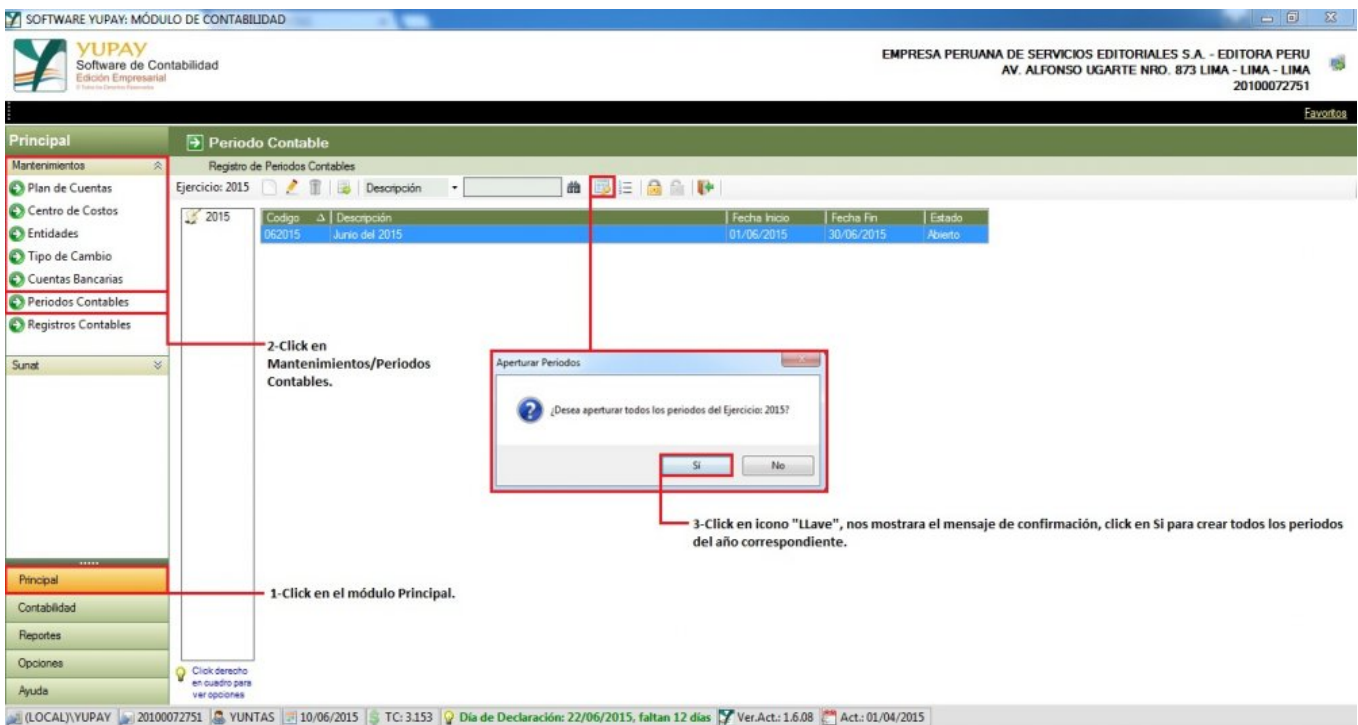 SOFTWARE YUPAY: MÓDULO DE CONTABILIDAD
YUPAY
Software de Contabilidad
Edición Empresarial
EMPRESA PERUANA DE SERVICIOS EDITORIALES S.A. - EDITORA PERU
AV. ALFONSO UGARTE NRO. 873 LIMA - LIMA - LIMA
20100072751
Favoritos
Principal
Periodo Contable
Mantenimientos
Registro de Periodos Contables
Plan de Cuentas
Ejercicio: 2015
Descripción
Centro de Costos
2015
Codigo
Descripción
Fecha Inicio
Fecha Fin
Estado
Entidades
062015
Junio del 2015
01/06/2015
30/06/2015
Abierto
Tipo de Cambio
Cuentas Bancarias
Periodos Contables
Registros Contables
2-Click en
Mantenimientos/Periodos
Contables.
Sunat
Aperturar Periodos
¿Desea aperturar todos los periodos del Ejercicio: 2015?
Si
No
3-Click en icono "LLave", nos mostrara el mensaje de confirmación, click en Si para crear todos los periodos
del año correspondiente.
Principal
1-Click en el módulo Principal.
Contabilidad
Reportes
Opciones
Click derecho
en cuadro para
ver opciones
Ayuda
(LOCAL)\YUPAY
20100072751
YUNTAS
10/06/2015
TC: 3.153
Día de Declaración: 22/06/2015, faltan 12 días
Ver.Act.: 1.6.08
Act.: 01/04/2015